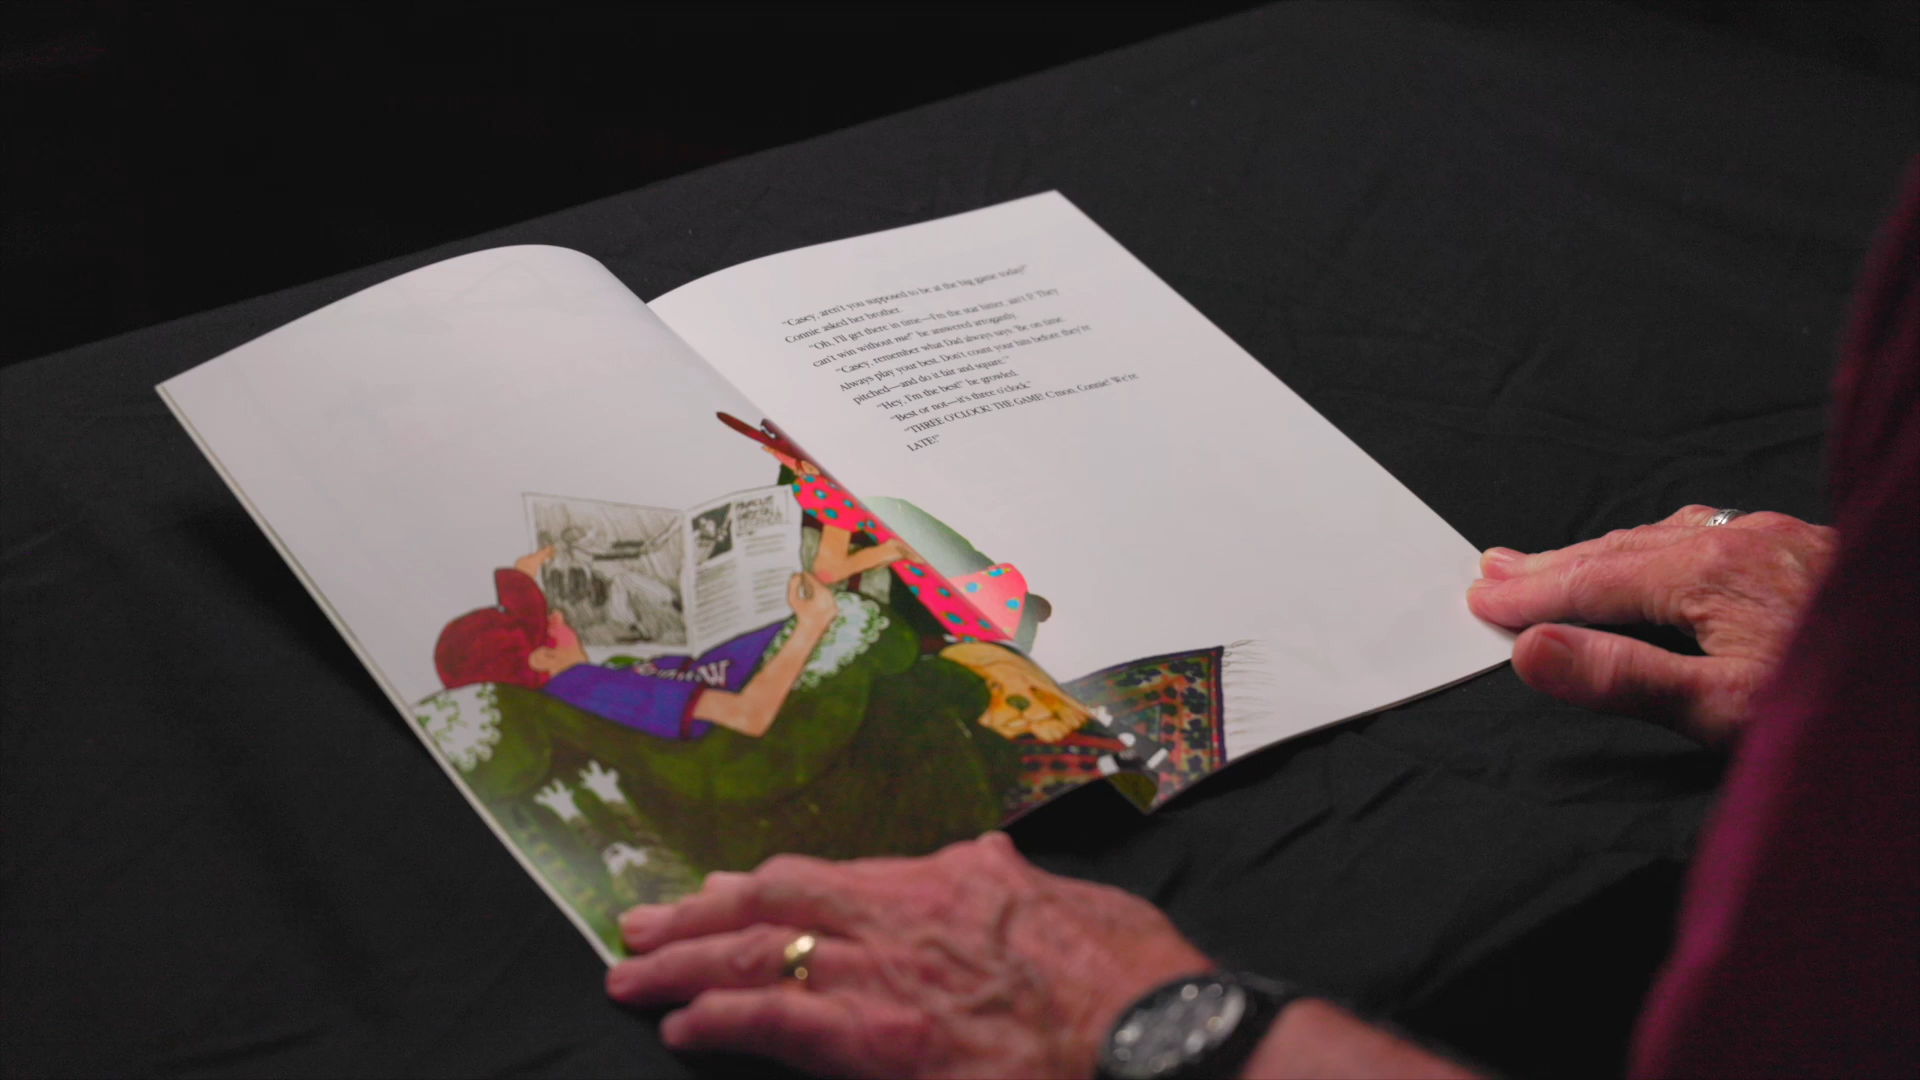 "Casey, aren't you supposed to be at the big game today?"
Connie asked her brother.
"Oh, I'll get there in time—I'm the star hitter, ain't I? They
can't win without me!" he answered arrogantly.
"Casey, remember what Dad always says: 'Be on time.
Always play your best. Don't count your hits before they're
pitched—and do it fair and square.'"
"Hey, I'm the best!" he growled.
"Best or not—it's three o'clock."
"THREE O'CLOCK! THE GAME! C'mon, Connie! We're
LATE!"